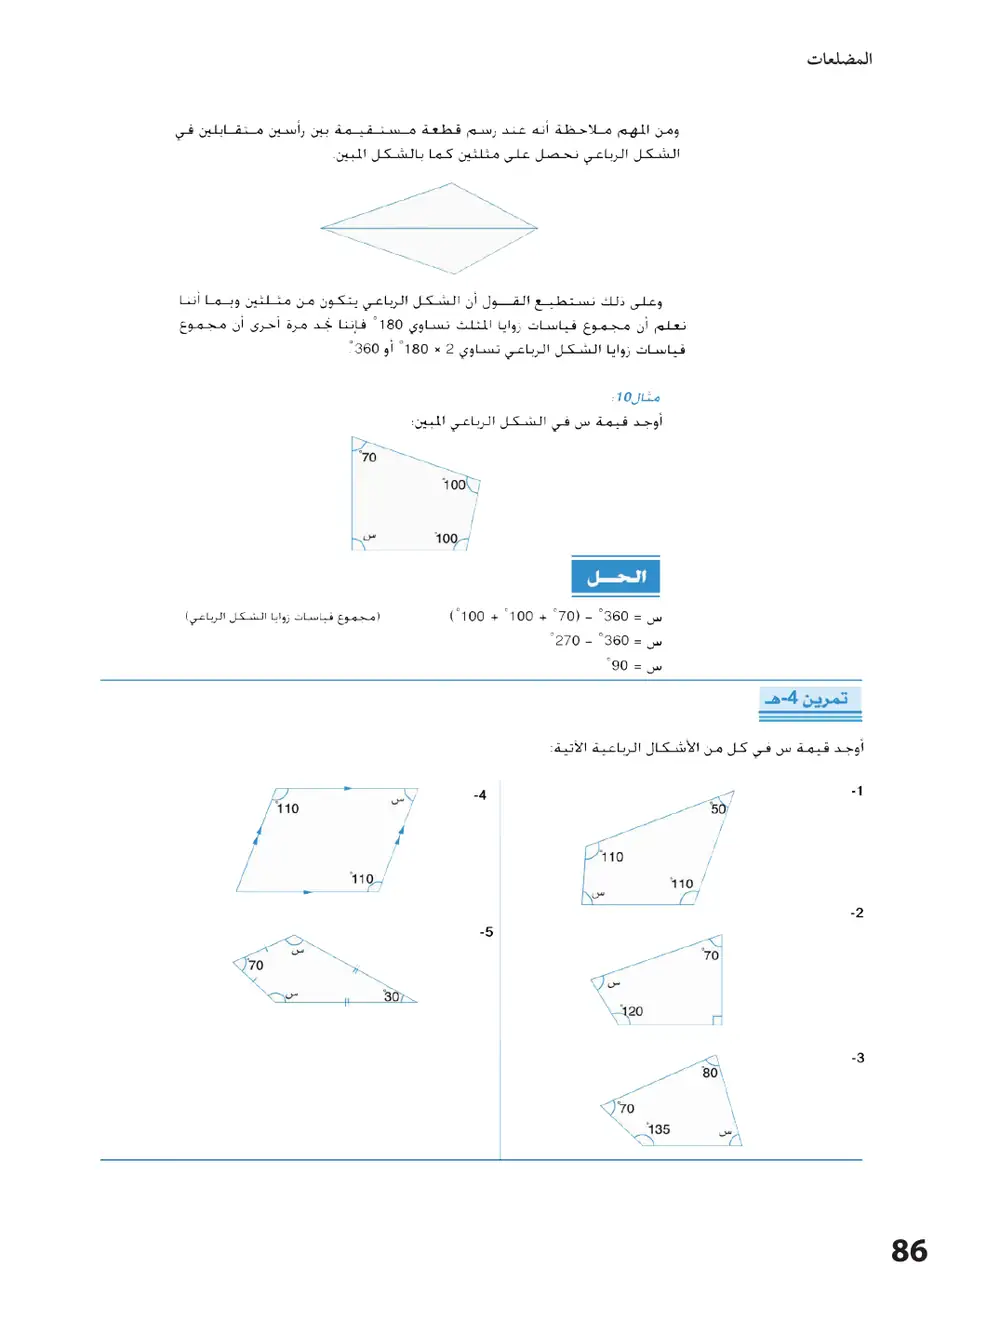 المضلعات
ومن المهم ملاحظة أنه عند رسم قطعة مستقيمة بين رأسين متقابلين في
الشكل الرباعي نحصل على مثلثين كما بالشكل المبين.
وعلى ذلك نستطيع القول أن الشكل الرباعي يتكون من مثلثين وبما أننا
نعلم أن مجموع قياسات زوايا المثلث تساوي 180° فإننا نجد مرة أخرى أن مجموع
قياسات زوايا الشكل الرباعي تساوي 2 × 180° أو 360°.
مثال10:
أوجد قيمة س في الشكل الرباعي المبين:
70°
100°
س
100°
الحل
س = 360° – (70° + 100° + 100°) (مجموع قياسات زوايا الشكل الرباعي)
س = 360° – 270°
س = 90°
تمرين 4-هـ
أوجد قيمة س في كل من الأشكال الرباعية الآتية:
1-
50°
110°
110°
س
2-
70°
س
120°
3-
80°
70°
135°
س
4-
110°
س
110°
5-
س
70°
س
30°
86